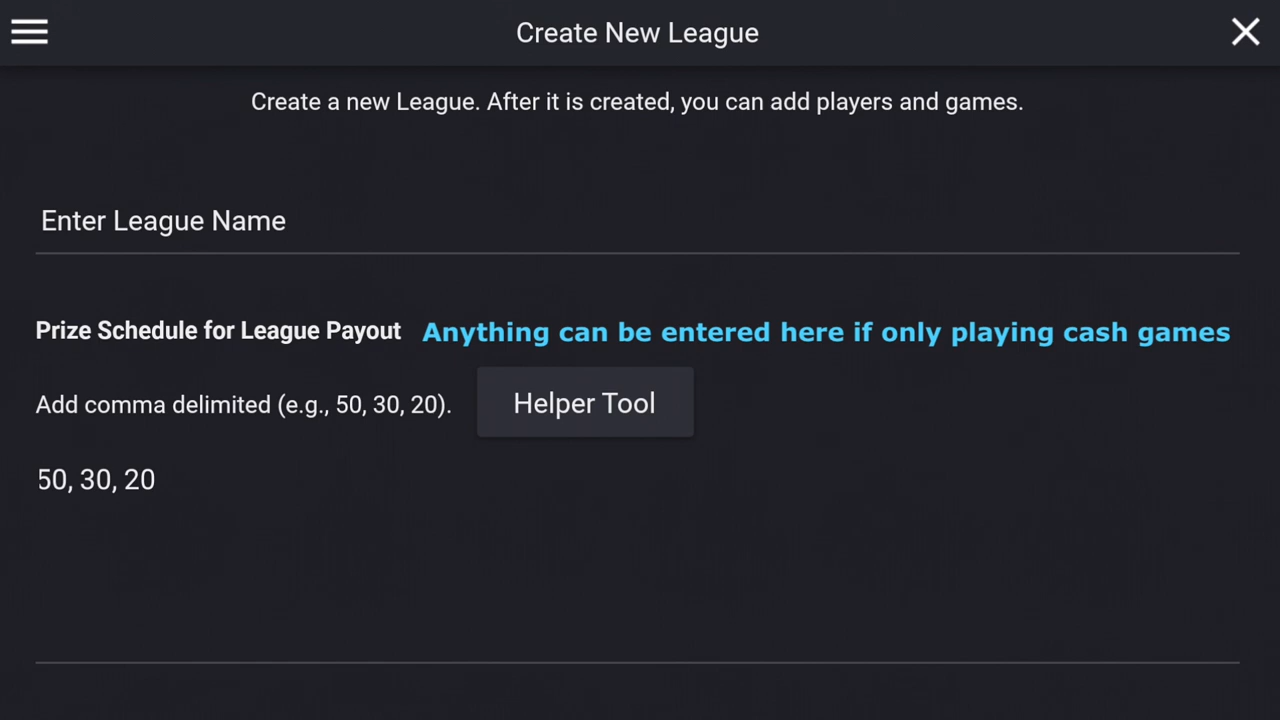 Create New League
Create a new League. After it is created, you can add players and games.
Enter League Name
Prize Schedule for League Payout Anything can be entered here if only playing cash games
Add comma delimited (e.g., 50, 30, 20). Helper Tool
50, 30, 20